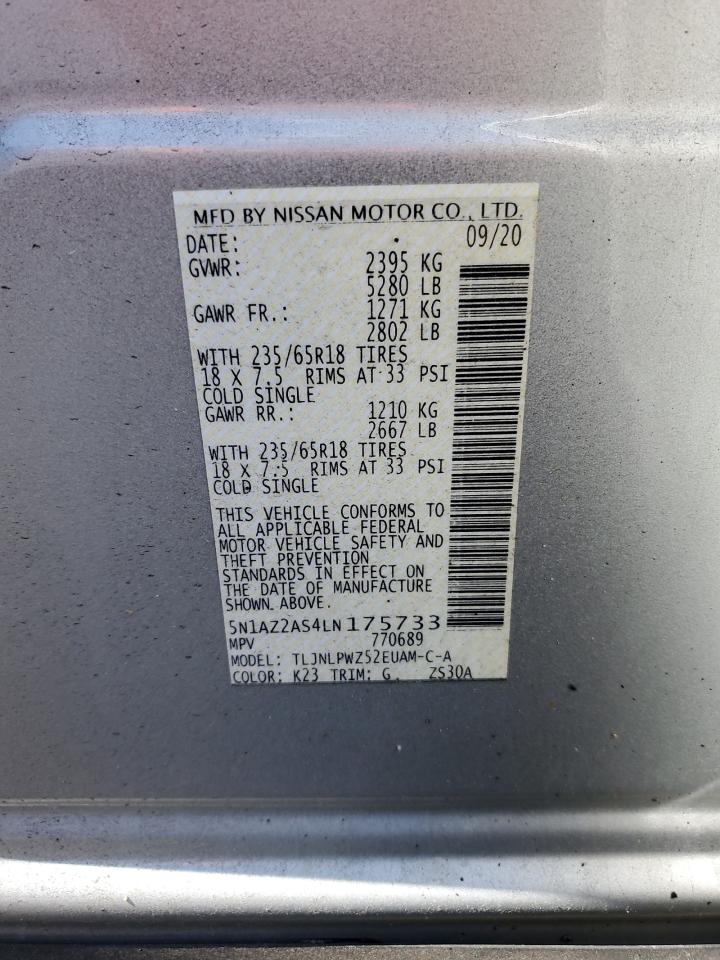 MFD BY NISSAN MOTOR CO., LTD.
DATE: 09/20
GVWR: 2395 KG
5280 LB
GAWR FR.: 1271 KG
2802 LB
WITH 235/65R18 TIRES
18 X 7.5 RIMS AT 33 PSI
COLD SINGLE
GAWR RR.: 1210 KG
2667 LB
WITH 235/65R18 TIRES
18 X 7.5 RIMS AT 33 PSI
COLD SINGLE
THIS VEHICLE CONFORMS TO
ALL APPLICABLE FEDERAL
MOTOR VEHICLE SAFETY AND
THEFT PREVENTION
STANDARDS IN EFFECT ON
THE DATE OF MANUFACTURE
SHOWN ABOVE.
5N1AZ2AS4LN175733
MPV 770689
MODEL: TLJNLPWZ52EUAM-C-A
COLOR: K23 TRIM: G ZS30A